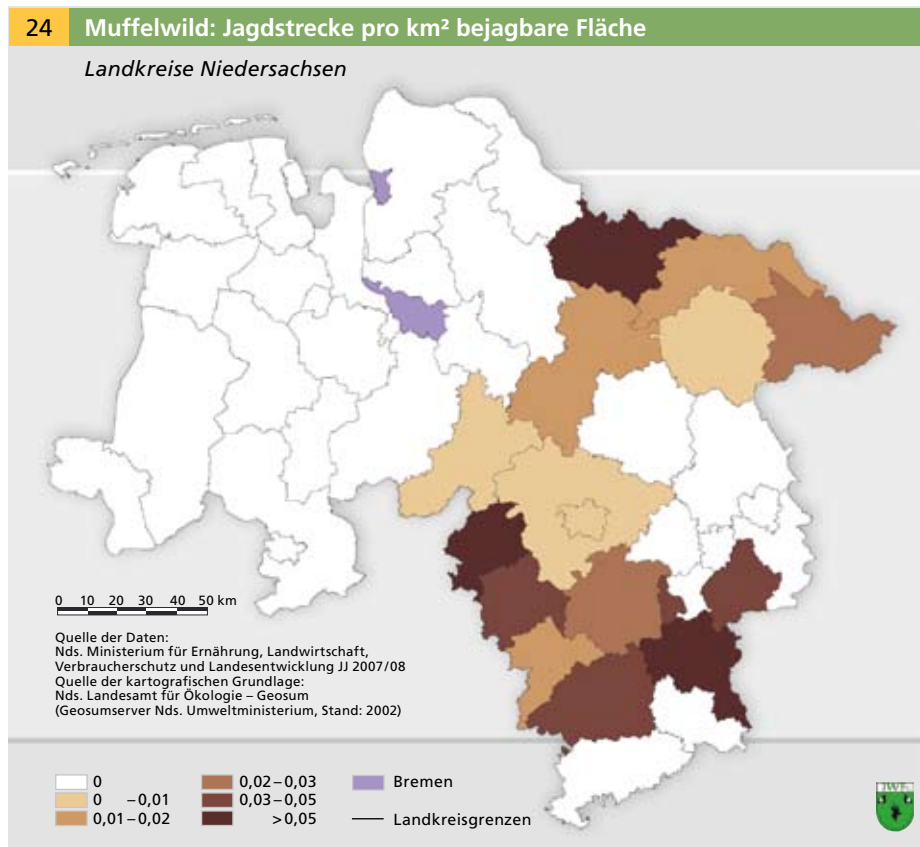 24 Muffelwild: Jagdstrecke pro km² bejagbare Fläche
Landkreise Niedersachsen
0 10 20 30 40 50 km
Quelle der Daten:
Nds. Ministerium für Ernährung, Landwirtschaft,
Verbraucherschutz und Landesentwicklung JJ 2007/08
Quelle der kartografischen Grundlage:
Nds. Landesamt für Ökologie – Geosum
(Geosumserver Nds. Umweltministerium, Stand: 2002)
0
0 –0,01
0,01–0,02
0,02–0,03
0,03–0,05
>0,05
Bremen
Landkreisgrenzen